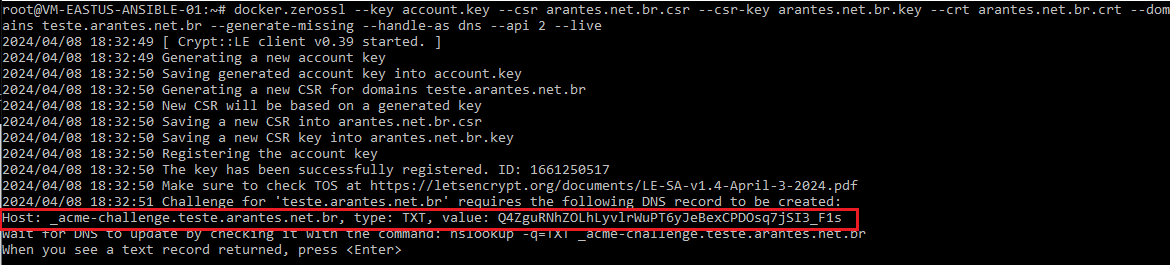 root@VM-EASTUS-ANSIBLE-01:~# docker.zerossl --key account.key --csr arantes.net.br.csr --csr-key arantes.net.br.key --crt arantes.net.br.crt --dom
ains teste.arantes.net.br --generate-missing --handle-as dns --api 2 --live
2024/04/08 18:32:49 [ Crypt::LE client v0.39 started. ]
2024/04/08 18:32:49 Generating a new account key
2024/04/08 18:32:50 Saving generated account key into account.key
2024/04/08 18:32:50 Generating a new CSR for domains teste.arantes.net.br
2024/04/08 18:32:50 New CSR will be based on a generated key
2024/04/08 18:32:50 Saving a new CSR into arantes.net.br.csr
2024/04/08 18:32:50 Saving a new CSR key into arantes.net.br.key
2024/04/08 18:32:50 Registering the account key
2024/04/08 18:32:50 The key has been successfully registered. ID: 1661250517
2024/04/08 18:32:50 Make sure to check TOS at https://letsencrypt.org/documents/LE-SA-v1.4-April-3-2024.pdf
2024/04/08 18:32:51 Challenge for 'teste.arantes.net.br' requires the following DNS record to be created:
Host: _acme-challenge.teste.arantes.net.br, type: TXT, value: Q4ZguRNhZOLhLyvlrWuPT6yJeBexCPDOsq7jSI3_F1s
Wait for DNS to update by checking it with the command: nslookup -q=TXT _acme-challenge.teste.arantes.net.br
When you see a text record returned, press <Enter>